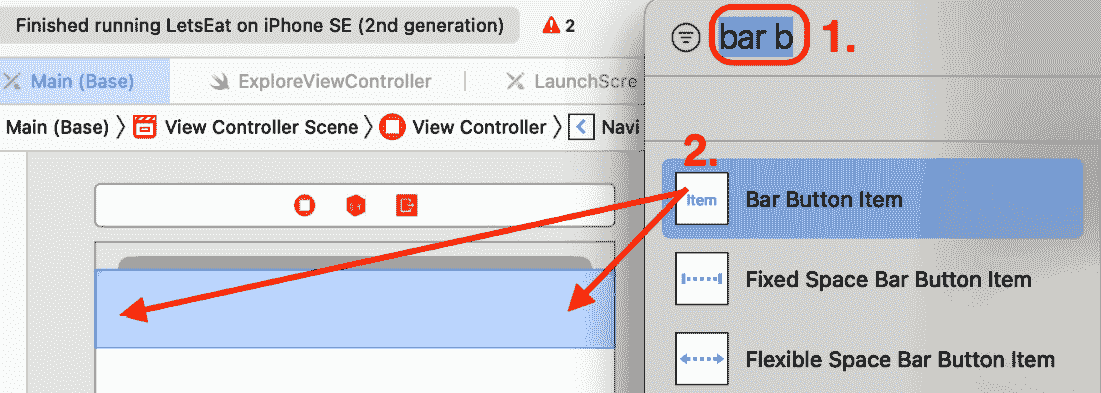 Finished running LetsEat on iPhone SE (2nd generation)
2
bar b
1.
Main (Base)
ExploreViewController
LaunchScre
Main (Base) 〉 View Controller Scene 〉 View Controller 〉 Navi
2.
Item
Bar Button Item
Fixed Space Bar Button Item
Flexible Space Bar Button Item